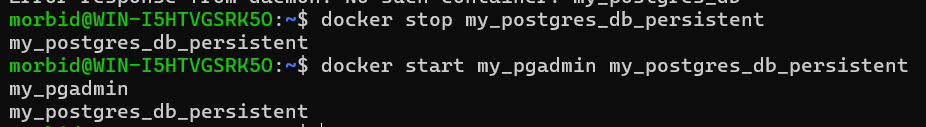 Error response from daemon: No such container: my_postgres_db
morbid@WIN-I5HTVGSRK5O:~$ docker stop my_postgres_db_persistent
my_postgres_db_persistent
morbid@WIN-I5HTVGSRK5O:~$ docker start my_pgadmin my_postgres_db_persistent
my_pgadmin
my_postgres_db_persistent